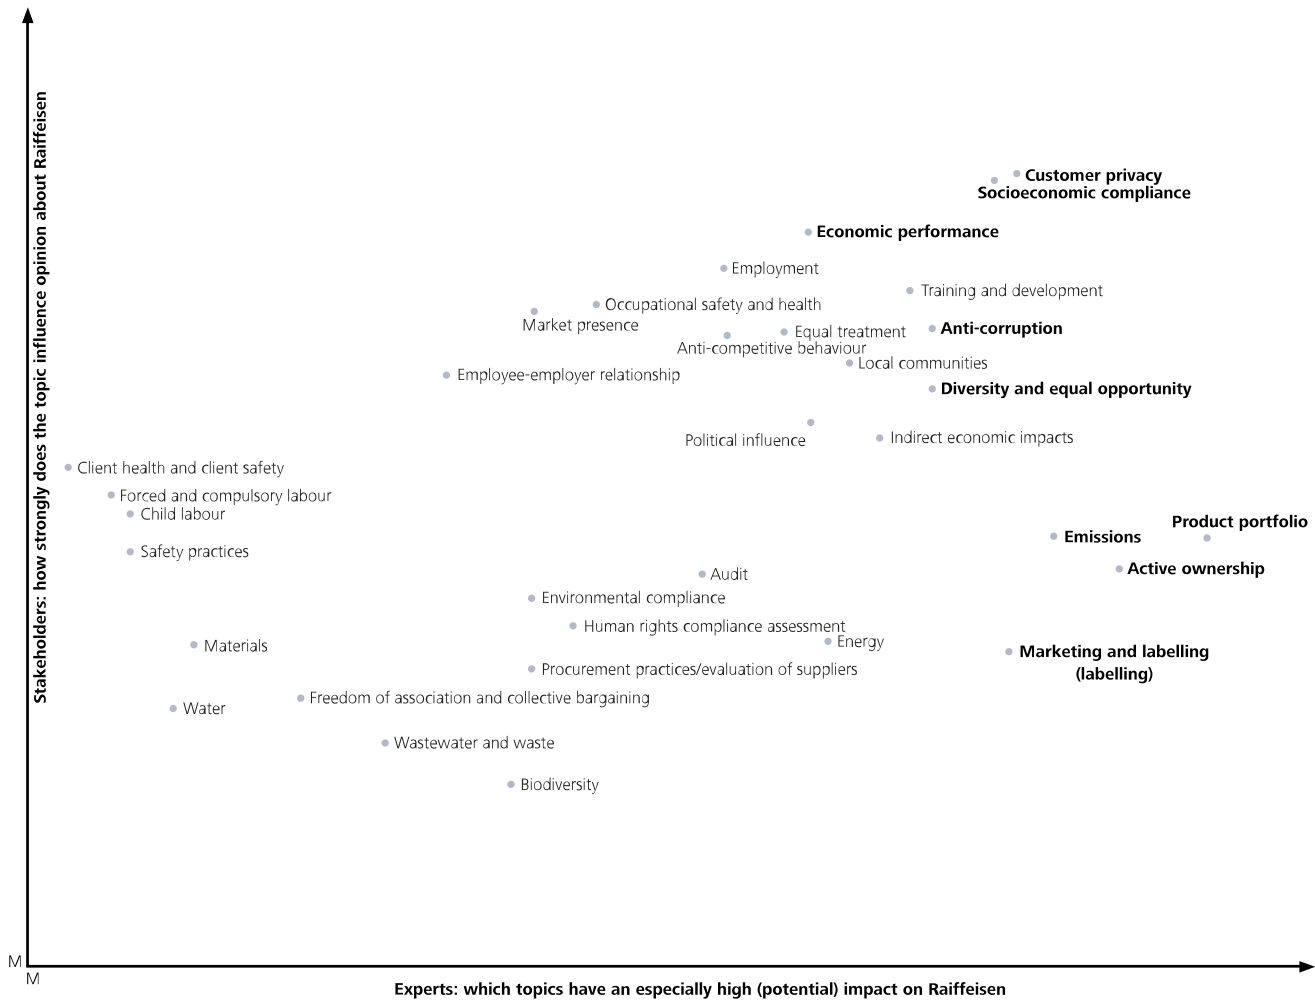 Stakeholders: how strongly does the topic influence opinion about Raiffeisen
Customer privacy
Socioeconomic compliance
Economic performance
Employment
Training and development
Occupational safety and health
Market presence
Equal treatment
Anti-corruption
Anti-competitive behaviour
Local communities
Employee-employer relationship
Diversity and equal opportunity
Political influence
Indirect economic impacts
Client health and client safety
Forced and compulsory labour
Child labour
Product portfolio
Emissions
Safety practices
Active ownership
Audit
Environmental compliance
Human rights compliance assessment
Energy
Materials
Marketing and labelling
(labelling)
Procurement practices/evaluation of suppliers
Freedom of association and collective bargaining
Water
Wastewater and waste
Biodiversity
M
M
Experts: which topics have an especially high (potential) impact on Raiffeisen